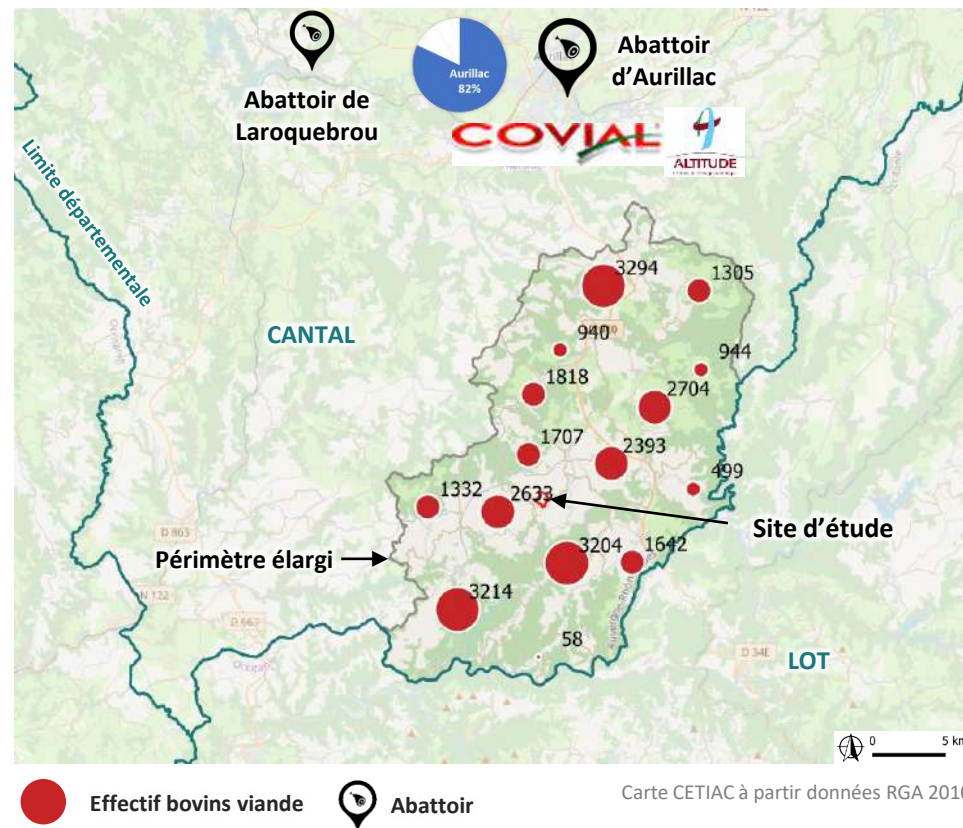 Aurillac
82%
Abattoir
d'Aurillac
Abattoir de
Laroquebrou
COVIAL
ALTITUDE
Limite départementale
3294
1305
CANTAL
940
944
1818
2704
1707
2393
499
1332
2633
Site d'étude
Périmètre élargi
3204
1642
3214
N 122
D 863
D 663
58
Occitanie
D 34E
LOT
0
5 km
Effectif bovins viande
Abattoir
Carte CETIAC à partir données RGA 2010